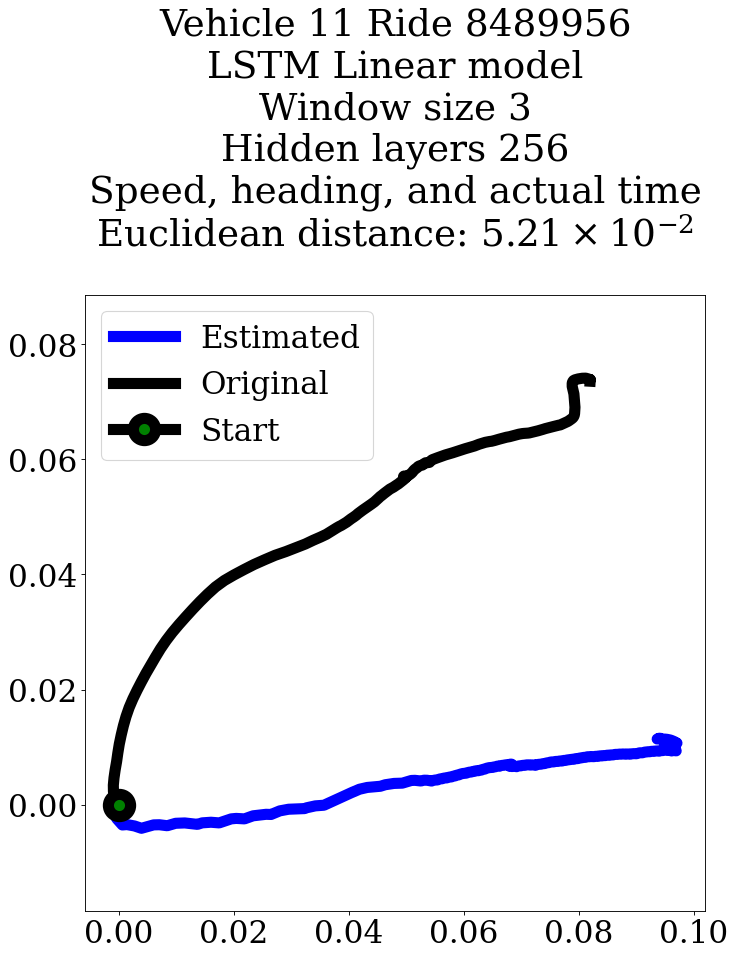 Vehicle 11 Ride 8489956
LSTM Linear model
Window size 3
Hidden layers 256
Speed, heading, and actual time
Euclidean distance: 5.21 × 10⁻²
Estimated
Original
Start
0.08
0.06
0.04
0.02
0.00
0.00 0.02 0.04 0.06 0.08 0.10